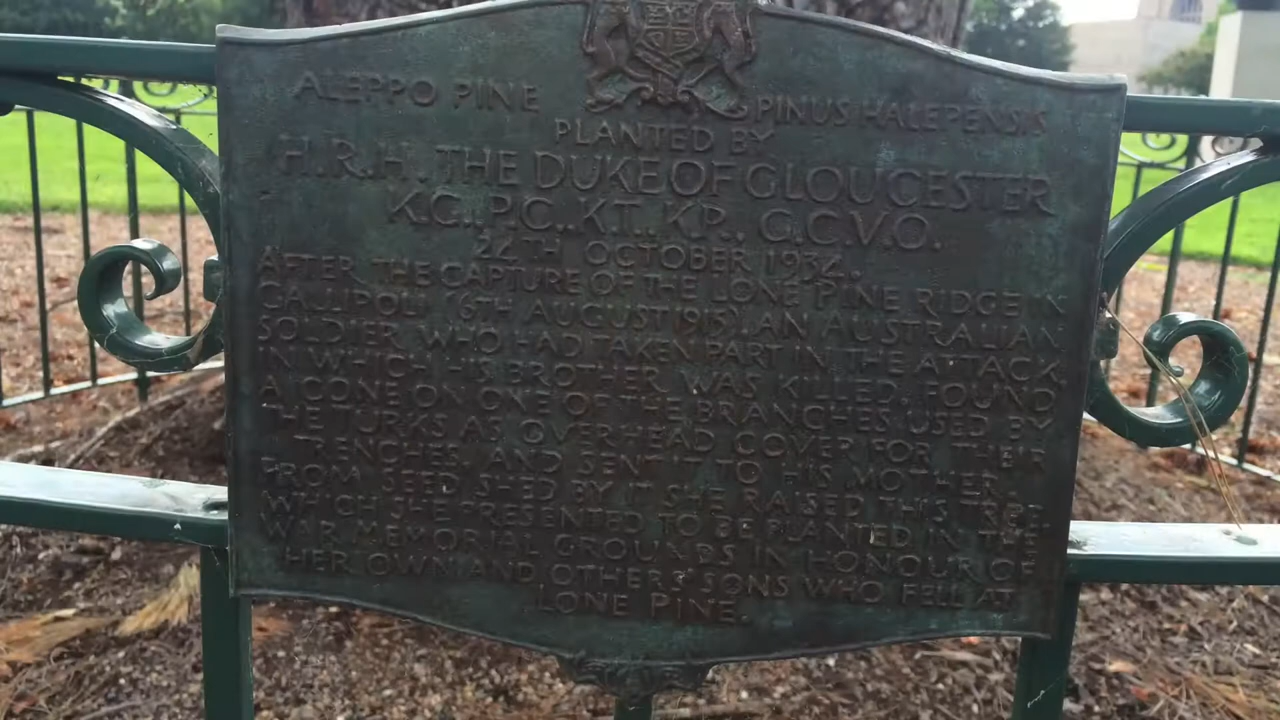 ALEPPO PINE PINUS HALEPENSIS
PLANTED BY
H.R.H. THE DUKE OF GLOUCESTER
K.G., P.C., K.T., K.P., G.C.V.O.
24TH OCTOBER 1934.
AFTER THE CAPTURE OF THE LONE PINE RIDGE IN
GALLIPOLI (6TH AUGUST 1915), AN AUSTRALIAN
SOLDIER WHO HAD TAKEN PART IN THE ATTACK,
IN WHICH HIS BROTHER WAS KILLED, FOUND
A CONE ON ONE OF THE BRANCHES USED BY
THE TURKS AS OVERHEAD COVER FOR THEIR
TRENCHES, AND SENT IT TO HIS MOTHER.
FROM SEED SHED BY IT SHE RAISED THIS TREE
WHICH SHE PRESENTED TO BE PLANTED IN THE
WAR MEMORIAL GROUNDS IN HONOUR OF
HER OWN AND OTHERS' SONS WHO FELL AT
LONE PINE.